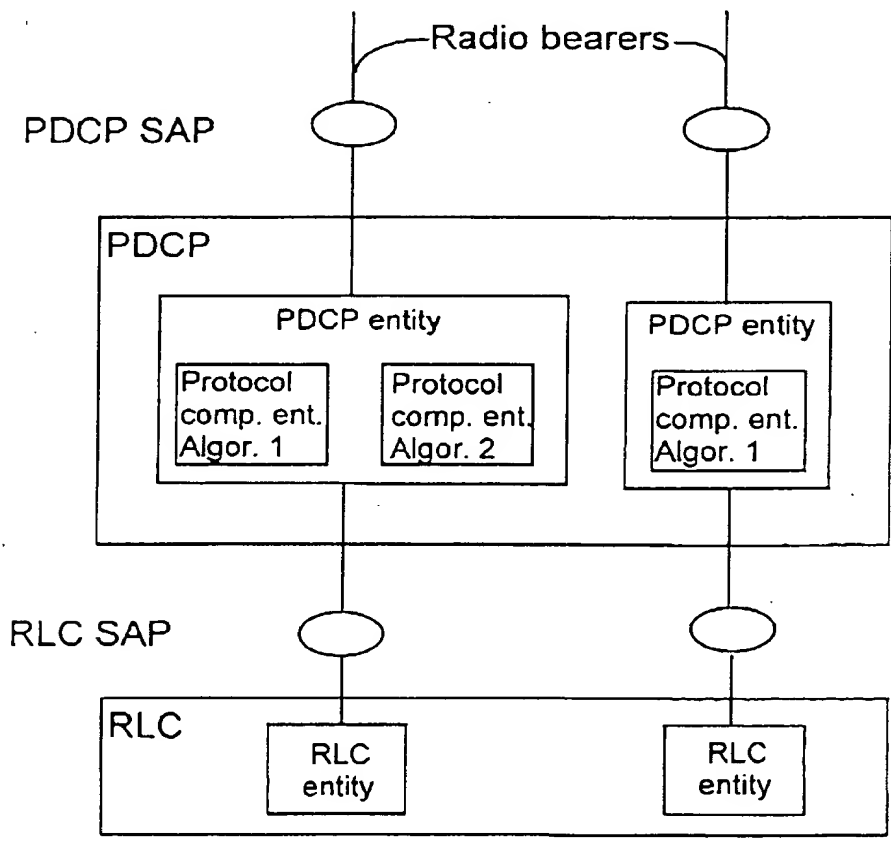 Radio bearers
PDCP SAP
PDCP
PDCP entity
Protocol
comp. ent.
Algor. 1
Protocol
comp. ent.
Algor. 2
PDCP entity
Protocol
comp. ent.
Algor. 1
RLC SAP
RLC
RLC
entity
RLC
entity